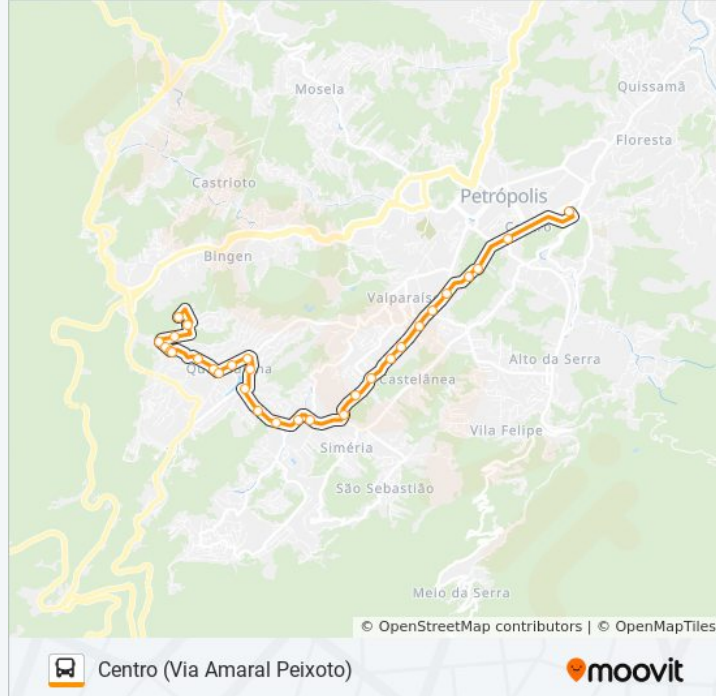 Quissamã
Mosela
Floresta
Castrioto
Petrópolis
Bingen
Valparaís
Alto da Serra
Castelânea
Vila Felipe
Siméria
São Sebastião
Meio da Serra
© OpenStreetMap contributors | © OpenMapTiles
Centro (Via Amaral Peixoto)
moovit